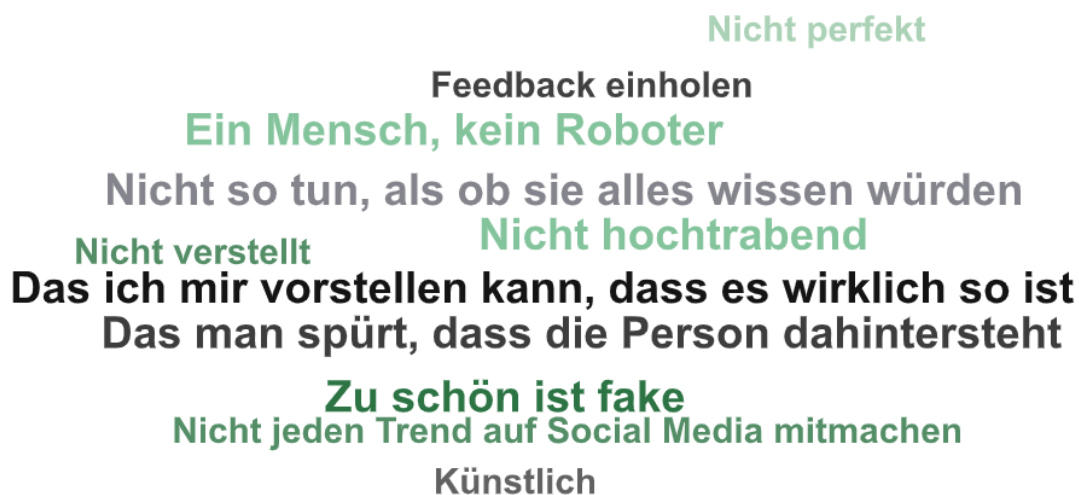 Nicht perfekt
Feedback einholen
Ein Mensch, kein Roboter
Nicht so tun, als ob sie alles wissen würden
Nicht hochtrabend
Nicht verstellt
Das ich mir vorstellen kann, dass es wirklich so ist
Das man spürt, dass die Person dahintersteht
Zu schön ist fake
Nicht jeden Trend auf Social Media mitmachen
Künstlich